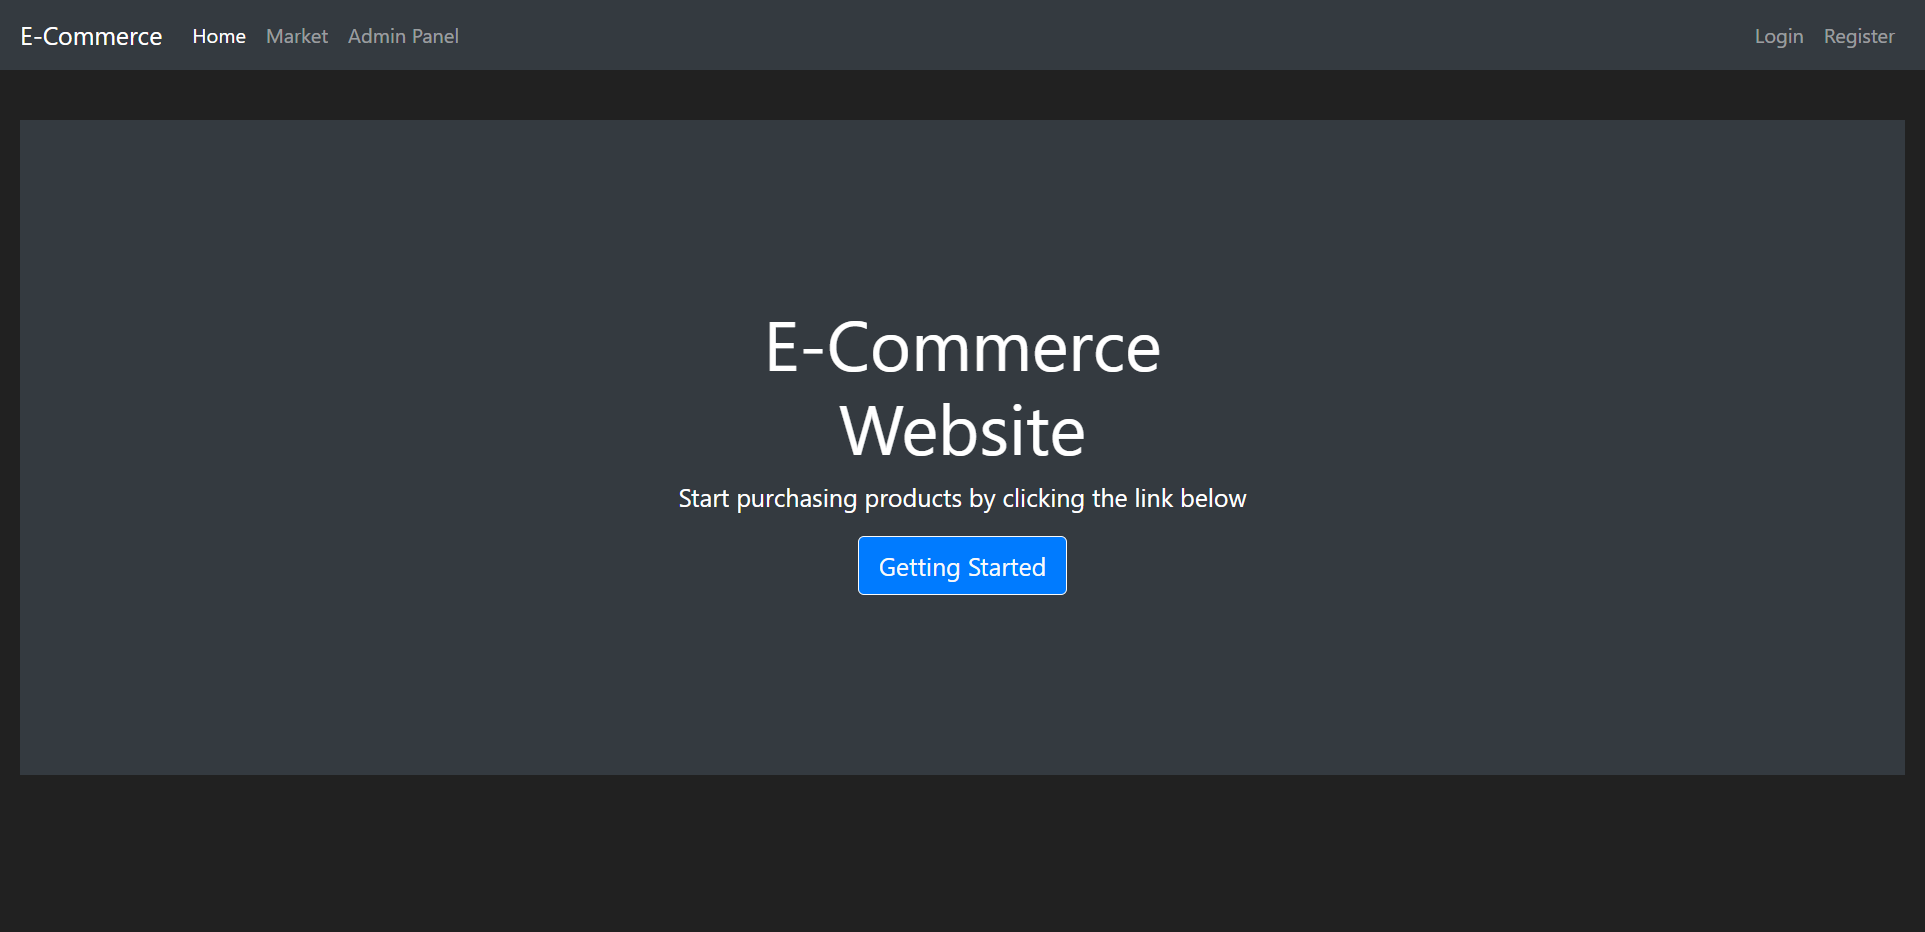 E-Commerce Home Market Admin Panel Login Register
E-Commerce
Website
Start purchasing products by clicking the link below
Getting Started